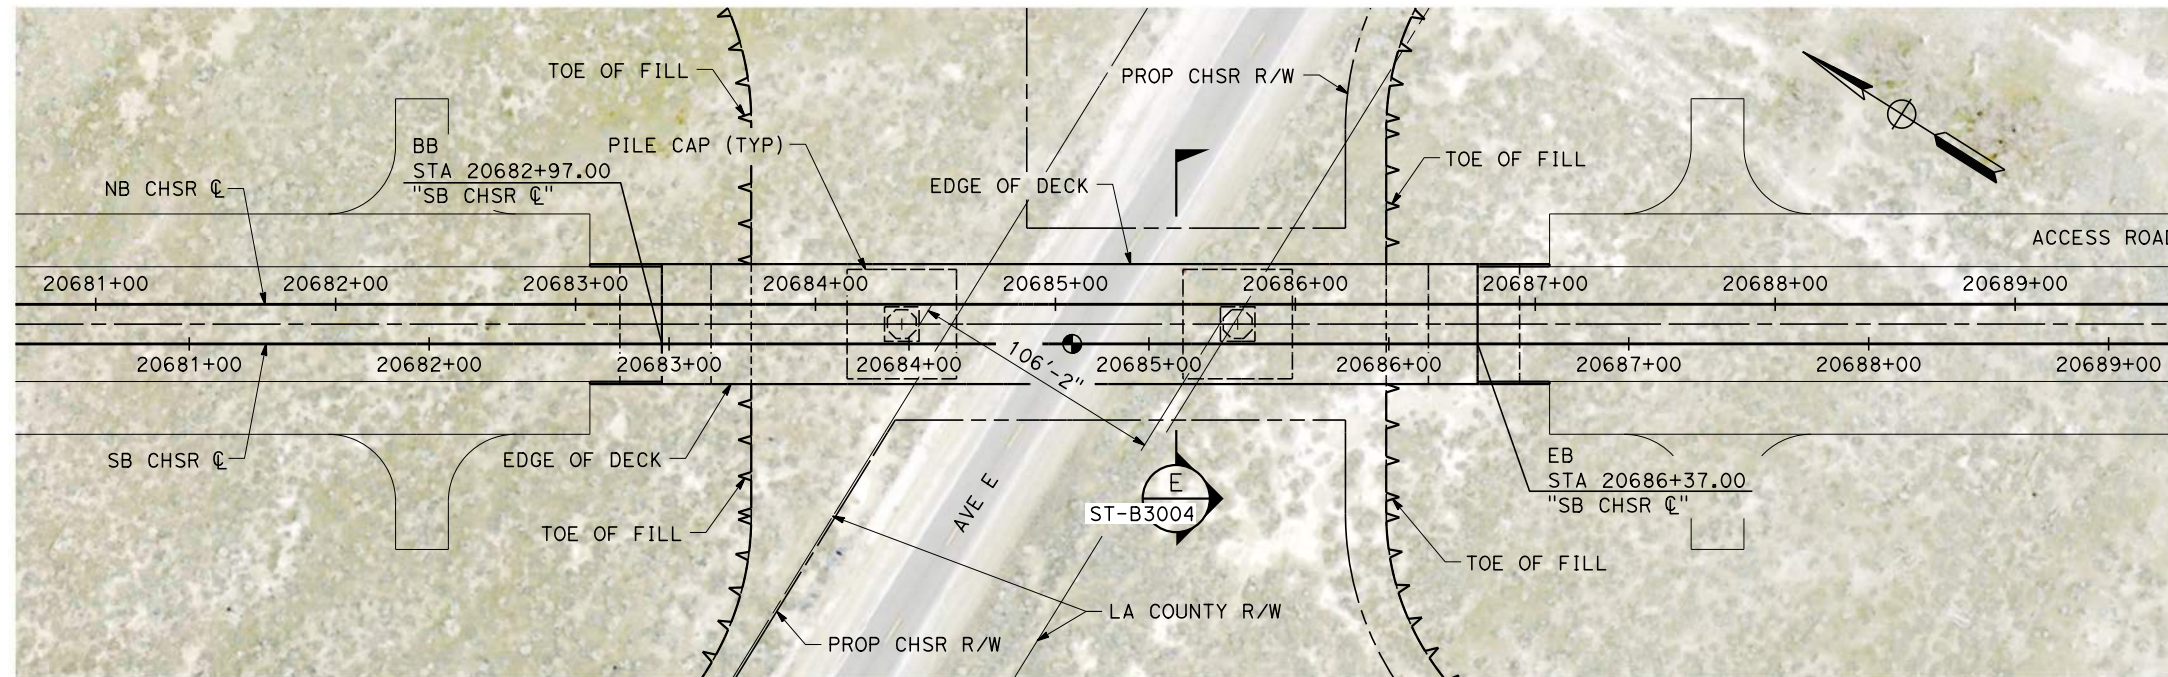 TOE OF FILL
PROP CHSR R/W
BB
STA 20682+97.00
"SB CHSR ℄"
PILE CAP (TYP)
TOE OF FILL
NB CHSR ℄
EDGE OF DECK
ACCESS ROAD
20681+00
20682+00
20683+00
20684+00
20685+00
20686+00
20687+00
20688+00
20689+00
20681+00
20682+00
20683+00
20684+00
106'-2"
20685+00
20686+00
20687+00
20688+00
20689+00
SB CHSR ℄
EDGE OF DECK
EB
STA 20686+37.00
"SB CHSR ℄"
E
ST-B3004
AVE E
TOE OF FILL
TOE OF FILL
LA COUNTY R/W
PROP CHSR R/W